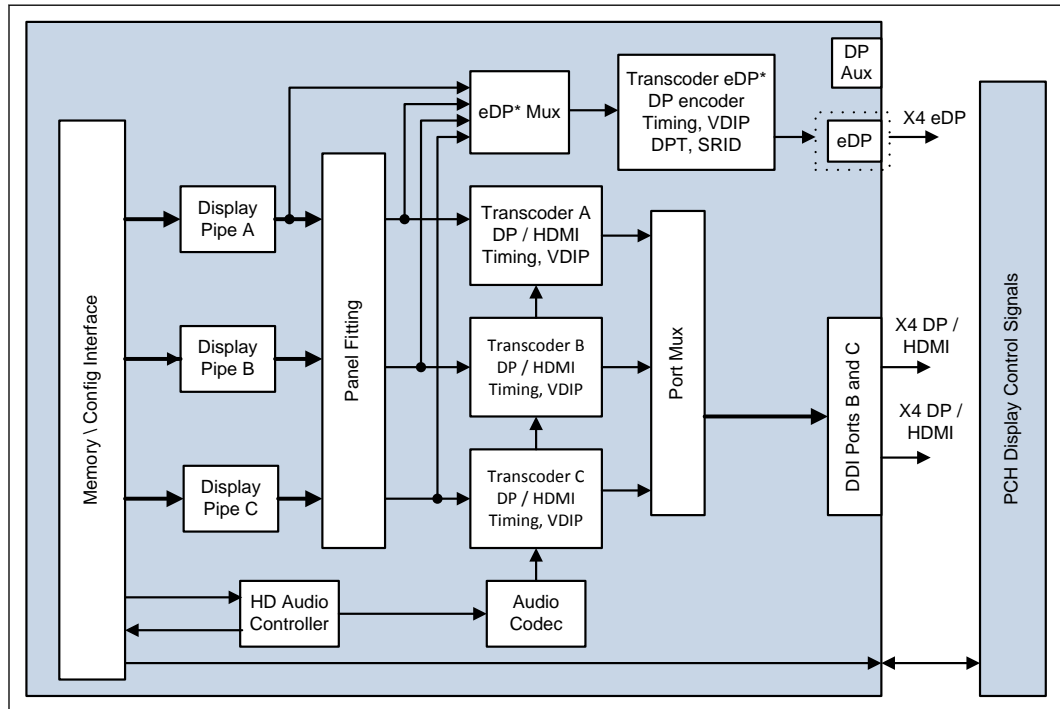 DP
Aux
Transcoder eDP*
DP encoder
Timing, VDIP
DPT, SRID
eDP* Mux
eDP
X4 eDP
Memory \ Config Interface
Display
Pipe A
Display
Pipe B
Display
Pipe C
Panel Fitting
Transcoder A
DP / HDMI
Timing, VDIP
Transcoder B
DP / HDMI
Timing, VDIP
Transcoder C
DP / HDMI
Timing, VDIP
Port Mux
DDI Ports B and C
X4 DP /
HDMI
X4 DP /
HDMI
PCH Display Control Signals
HD Audio
Controller
Audio
Codec